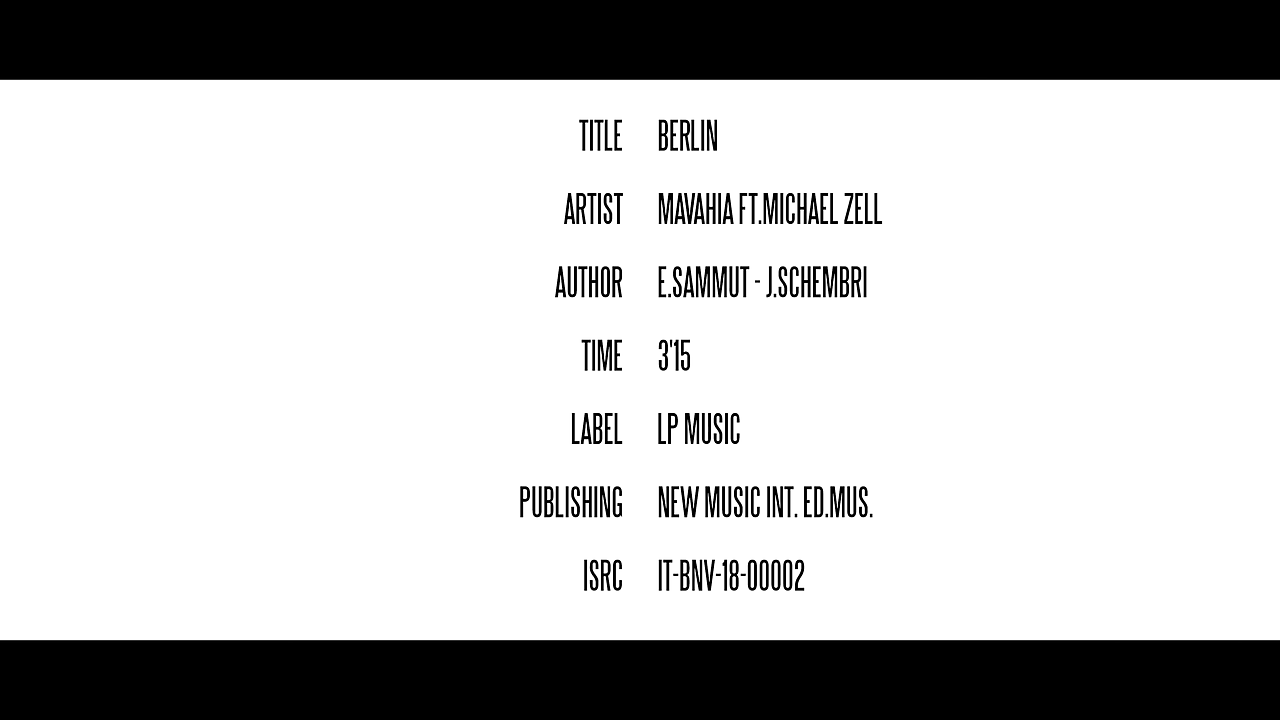 TITLE BERLIN
ARTIST MAVAHIA FT.MICHAEL ZELL
AUTHOR E.SAMMUT - J.SCHEMBRI
TIME 3'15
LABEL LP MUSIC
PUBLISHING NEW MUSIC INT. ED.MUS.
ISRC IT-BNV-18-00002